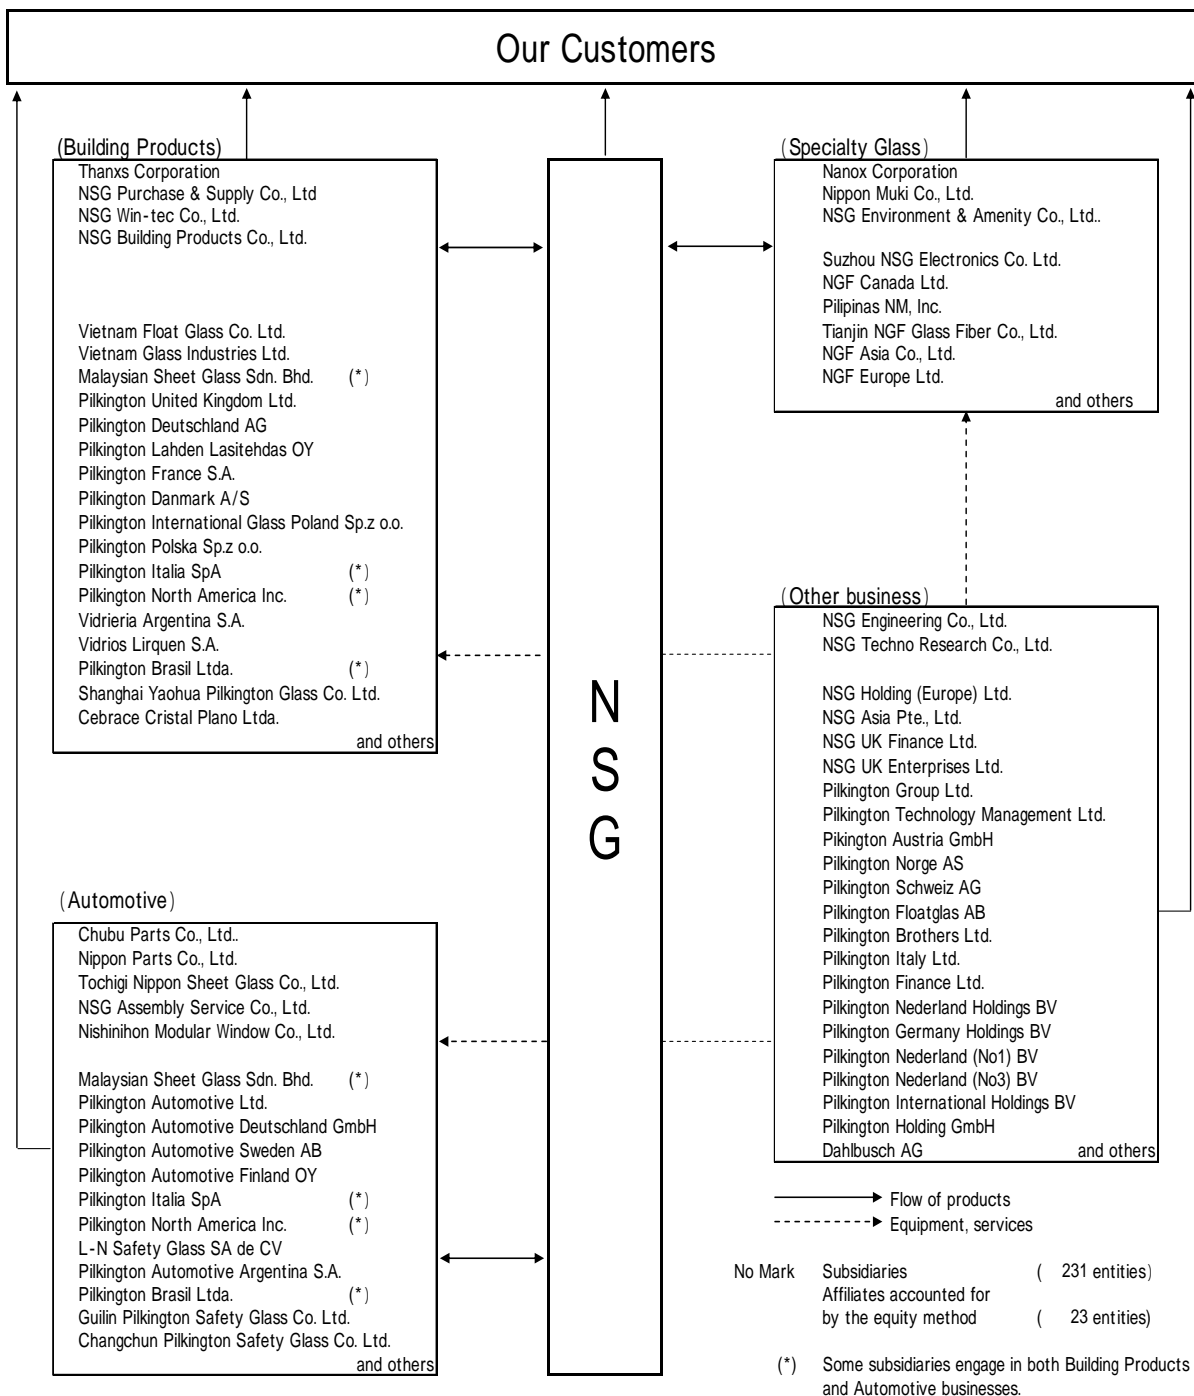 Our Customers
(Building Products)
Thanxs Corporation
NSG Purchase & Supply Co., Ltd
NSG Win-tec Co., Ltd.
NSG Building Products Co., Ltd.
Vietnam Float Glass Co. Ltd.
Vietnam Glass Industries Ltd.
Malaysian Sheet Glass Sdn. Bhd. (*)
Pilkington United Kingdom Ltd.
Pilkington Deutschland AG
Pilkington Lahden Lasitehdas OY
Pilkington France S.A.
Pilkington Danmark A/S
Pilkington International Glass Poland Sp.z o.o.
Pilkington Polska Sp.z o.o.
Pilkington Italia SpA (*)
Pilkington North America Inc. (*)
Vidrieria Argentina S.A.
Vidrios Lirquen S.A.
Pilkington Brasil Ltda. (*)
Shanghai Yaohua Pilkington Glass Co. Ltd.
Cebrace Cristal Plano Ltda.
and others
(Automotive)
Chubu Parts Co., Ltd..
Nippon Parts Co., Ltd.
Tochigi Nippon Sheet Glass Co., Ltd.
NSG Assembly Service Co., Ltd.
Nishinihon Modular Window Co., Ltd.
Malaysian Sheet Glass Sdn. Bhd. (*)
Pilkington Automotive Ltd.
Pilkington Automotive Deutschland GmbH
Pilkington Automotive Sweden AB
Pilkington Automotive Finland OY
Pilkington Italia SpA (*)
Pilkington North America Inc. (*)
L-N Safety Glass SA de CV
Pilkington Automotive Argentina S.A.
Pilkington Brasil Ltda. (*)
Guilin Pilkington Safety Glass Co. Ltd.
Changchun Pilkington Safety Glass Co. Ltd.
and others
N
S
G
(Specialty Glass)
Nanox Corporation
Nippon Muki Co., Ltd.
NSG Environment & Amenity Co., Ltd..
Suzhou NSG Electronics Co. Ltd.
NGF Canada Ltd.
Pilipinas NM, Inc.
Tianjin NGF Glass Fiber Co., Ltd.
NGF Asia Co., Ltd.
NGF Europe Ltd.
and others
(Other business)
NSG Engineering Co., Ltd.
NSG Techno Research Co., Ltd.
NSG Holding (Europe) Ltd.
NSG Asia Pte., Ltd.
NSG UK Finance Ltd.
NSG UK Enterprises Ltd.
Pilkington Group Ltd.
Pilkington Technology Management Ltd.
Pikington Austria GmbH
Pilkington Norge AS
Pilkington Schweiz AG
Pilkington Floatglas AB
Pilkington Brothers Ltd.
Pilkington Italy Ltd.
Pilkington Finance Ltd.
Pilkington Nederland Holdings BV
Pilkington Germany Holdings BV
Pilkington Nederland (No1) BV
Pilkington Nederland (No3) BV
Pilkington International Holdings BV
Pilkington Holding GmbH
Dahlbusch AG and others
Flow of products
Equipment, services
No Mark Subsidiaries ( 231 entities)
Affiliates accounted for
by the equity method ( 23 entities)
(*) Some subsidiaries engage in both Building Products
and Automotive businesses.